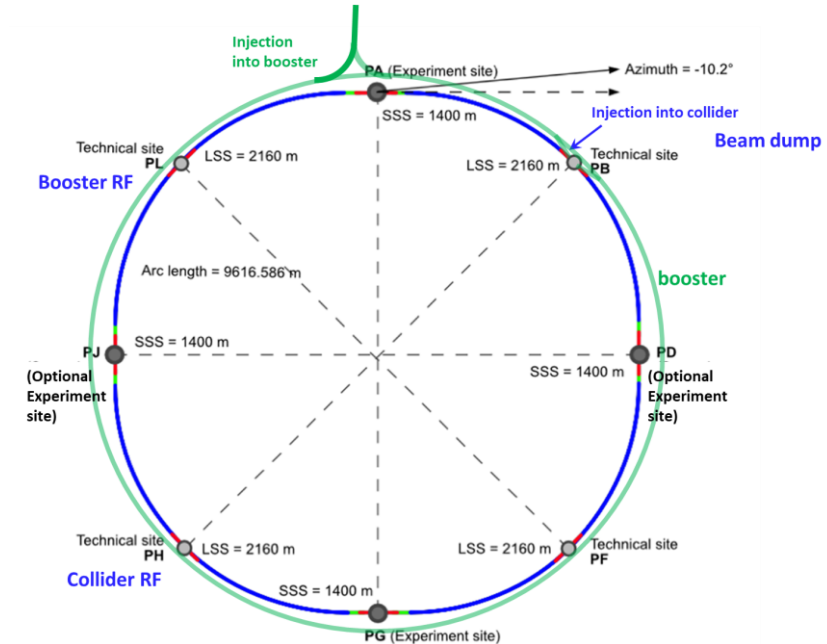 Injection
into booster
PA (Experiment site)
Azimuth = -10.2°
SSS = 1400 m
Injection into collider
Beam dump
Technical site
PL
LSS = 2160 m
LSS = 2160 m
Technical site
PB
Booster RF
Arc length = 9616.586 m
booster
SSS = 1400 m
PJ
PD
SSS = 1400 m
(Optional
Experiment
site)
(Optional
Experiment
site)
Technical site
PH
LSS = 2160 m
LSS = 2160 m
Technical site
PF
Collider RF
SSS = 1400 m
PG (Experiment site)